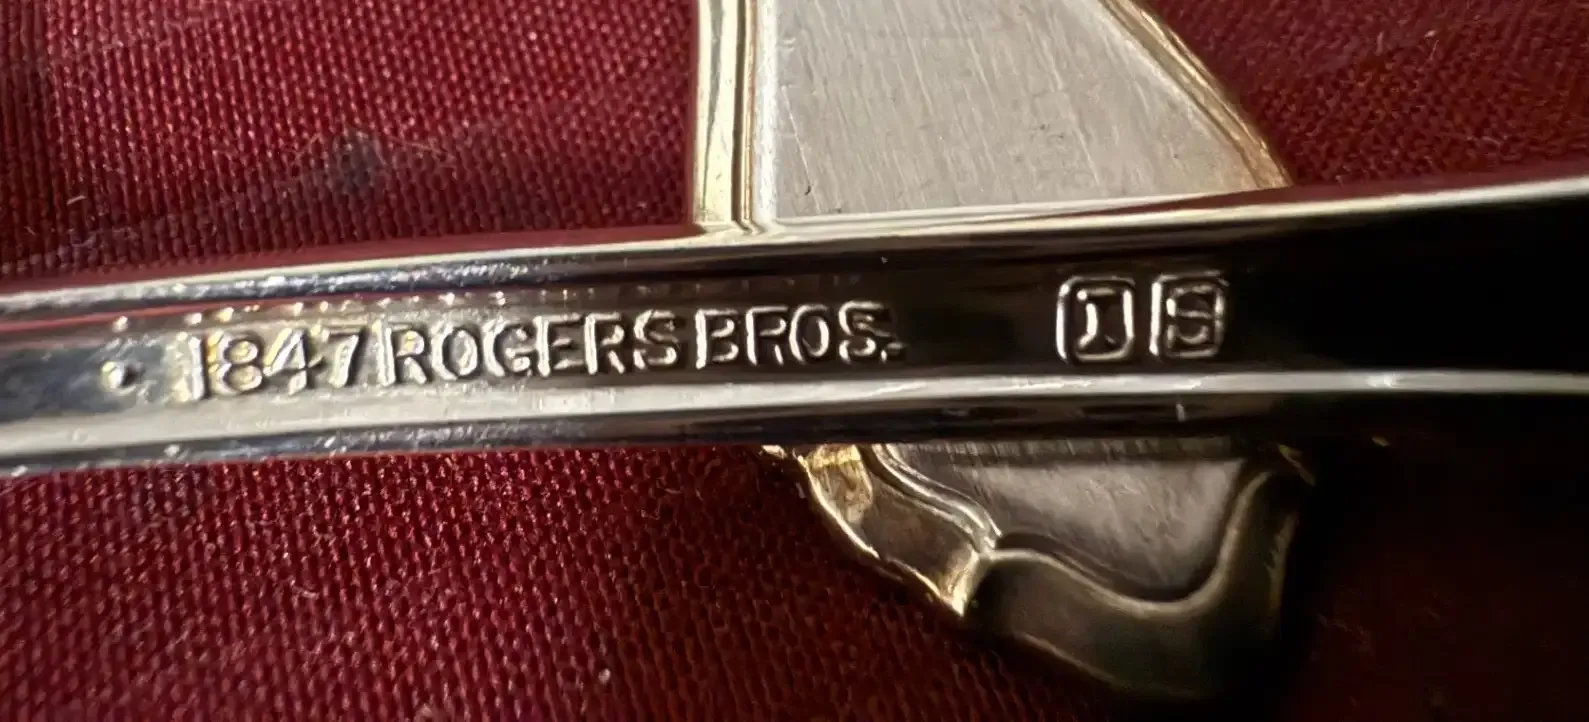 · 1847 ROGERS BROS. I S